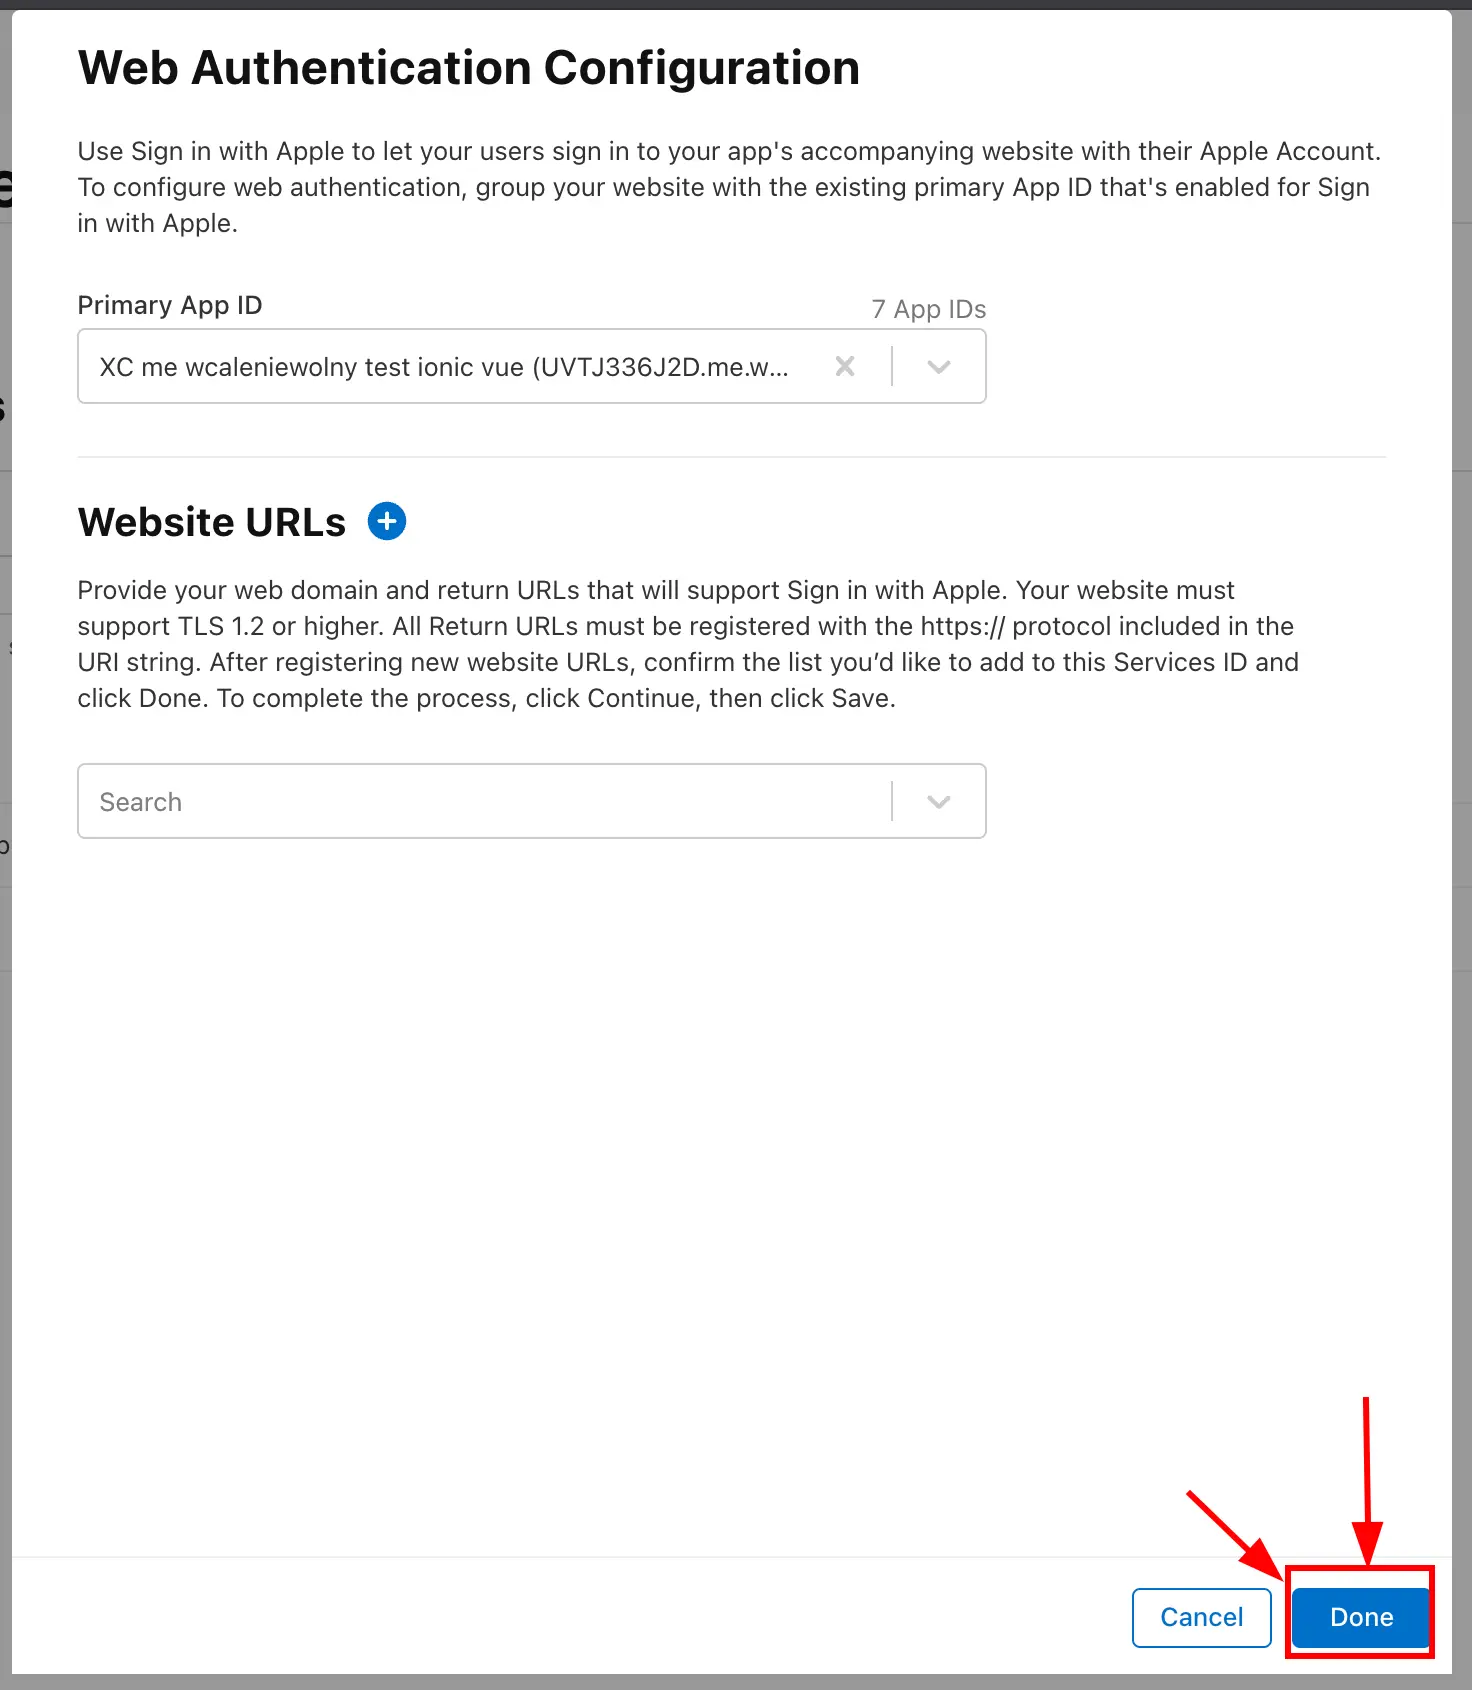 Web Authentication Configuration
Use Sign in with Apple to let your users sign in to your app's accompanying website with their Apple Account.
To configure web authentication, group your website with the existing primary App ID that's enabled for Sign
in with Apple.
Primary App ID
7 App IDs
XC me wcaleniewolny test ionic vue (UVTJ336J2D.me.w...
Website URLs
Provide your web domain and return URLs that will support Sign in with Apple. Your website must
support TLS 1.2 or higher. All Return URLs must be registered with the https:// protocol included in the
URI string. After registering new website URLs, confirm the list you’d like to add to this Services ID and
click Done. To complete the process, click Continue, then click Save.
Search
Cancel
Done